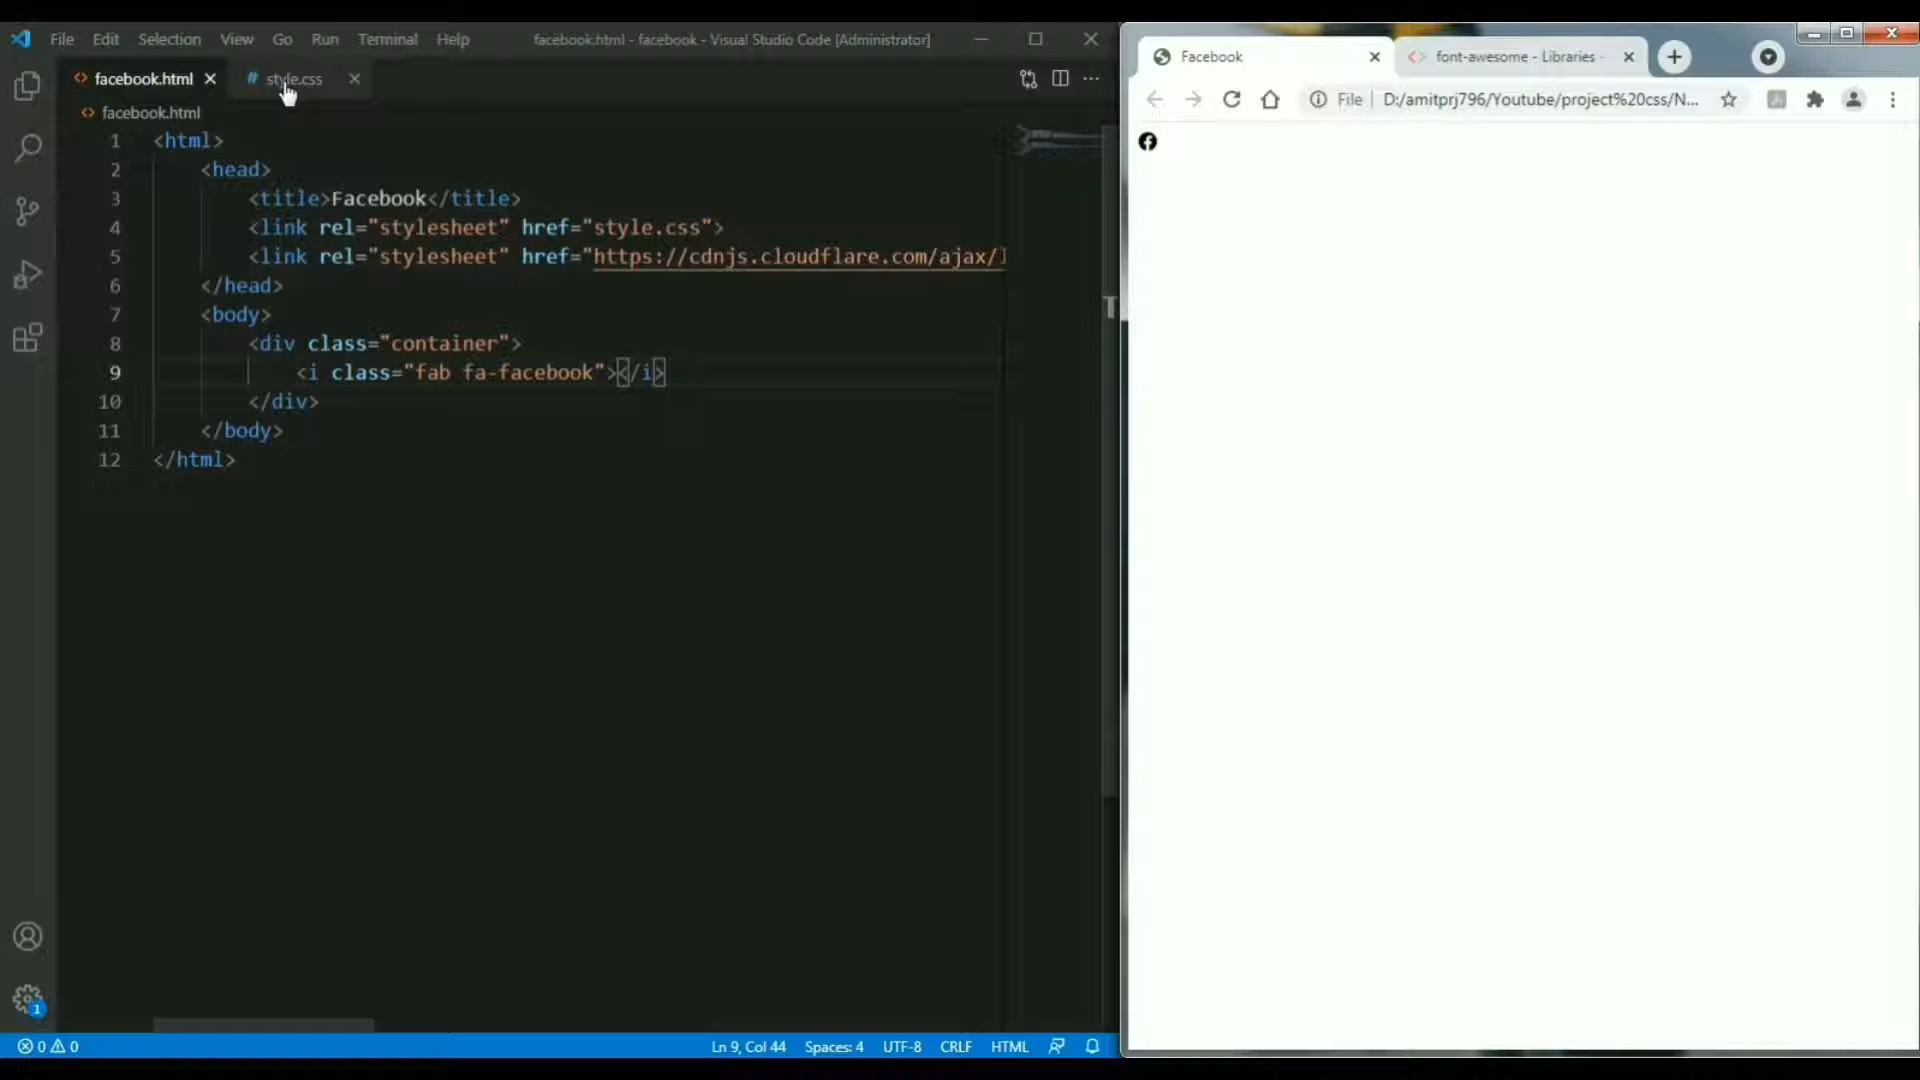 File Edit Selection View Go Run Terminal Help facebook.html - facebook - Visual Studio Code [Administrator]
facebook.html # style.css
facebook.html
1 <html>
2 <head>
3 <title>Facebook</title>
4 <link rel="stylesheet" href="style.css">
5 <link rel="stylesheet" href="https://cdnjs.cloudflare.com/ajax/l
6 </head>
7 <body>
8 <div class="container">
9 <i class="fab fa-facebook"></i>
10 </div>
11 </body>
12 </html>
1
0 0 Ln 9, Col 44 Spaces: 4 UTF-8 CRLF HTML
Facebook font-awesome - Libraries -
File D:/amitprj796/Youtube/project%20css/N...